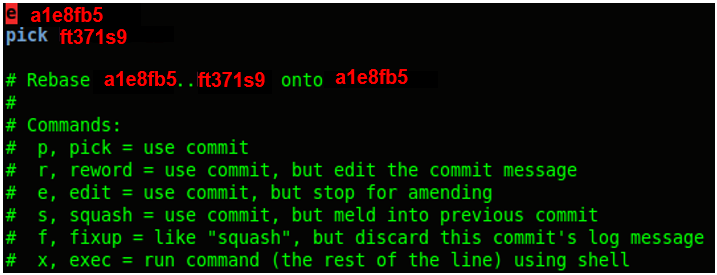 e a1e8fb5
pick ft371s9
# Rebase a1e8fb5..ft371s9 onto a1e8fb5
#
# Commands:
#  p, pick = use commit
#  r, reword = use commit, but edit the commit message
#  e, edit = use commit, but stop for amending
#  s, squash = use commit, but meld into previous commit
#  f, fixup = like "squash", but discard this commit's log message
#  x, exec = run command (the rest of the line) using shell